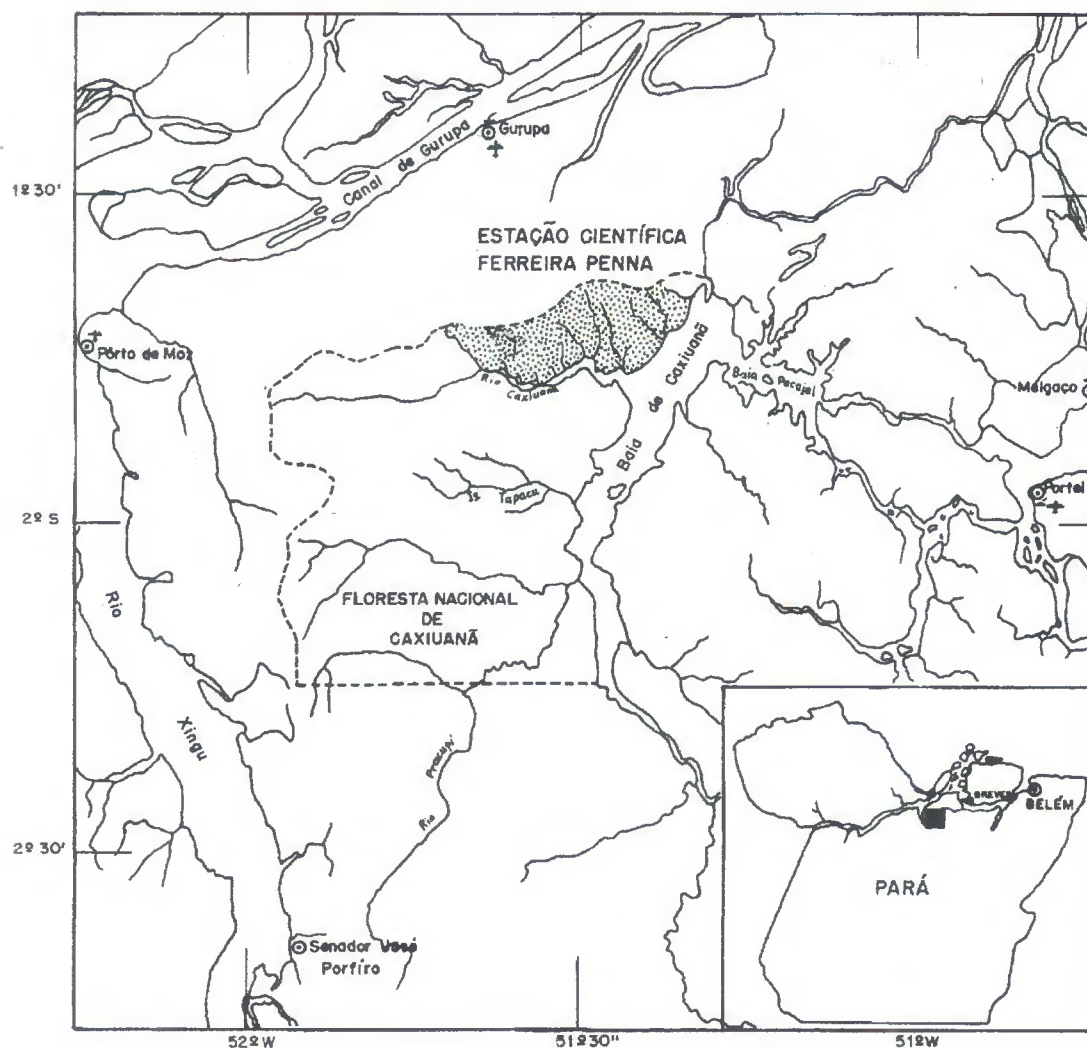 Gurupa
Canal de Gurupa
1º30'
ESTAÇÃO CIENTÍFICA
FERREIRA PENNA
Pôrto de Moz
Rio Caxiuanã
Baia de Caxiuanã
Baia Pacajaí
Melgaço
Portel
2º S
FLORESTA NACIONAL
DE
CAXIUANÃ
Rio Xingu
Rio
2º 30'
Senador José
Porfíro
BREVES
BELÉM
PARÁ
52º W
51º30''
51º W